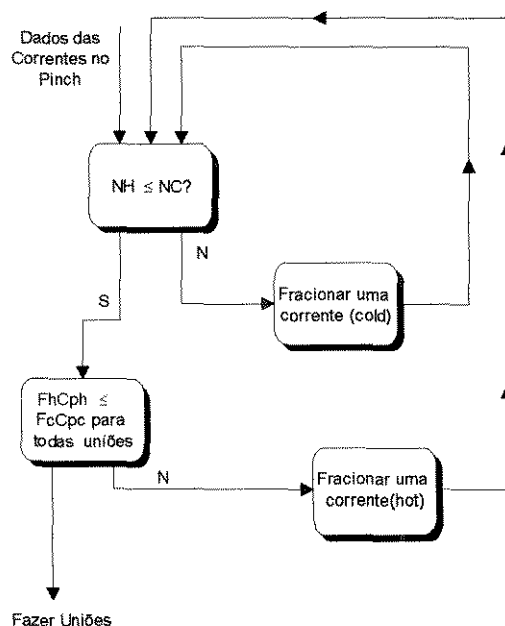 Dados das
Correntes no
Pinch
NH ≤ NC?
N
S
Fracionar uma
corrente (cold)
FhCph ≤
FcCpc para
todas uniões
N
Fracionar uma
corrente(hot)
Fazer Uniões